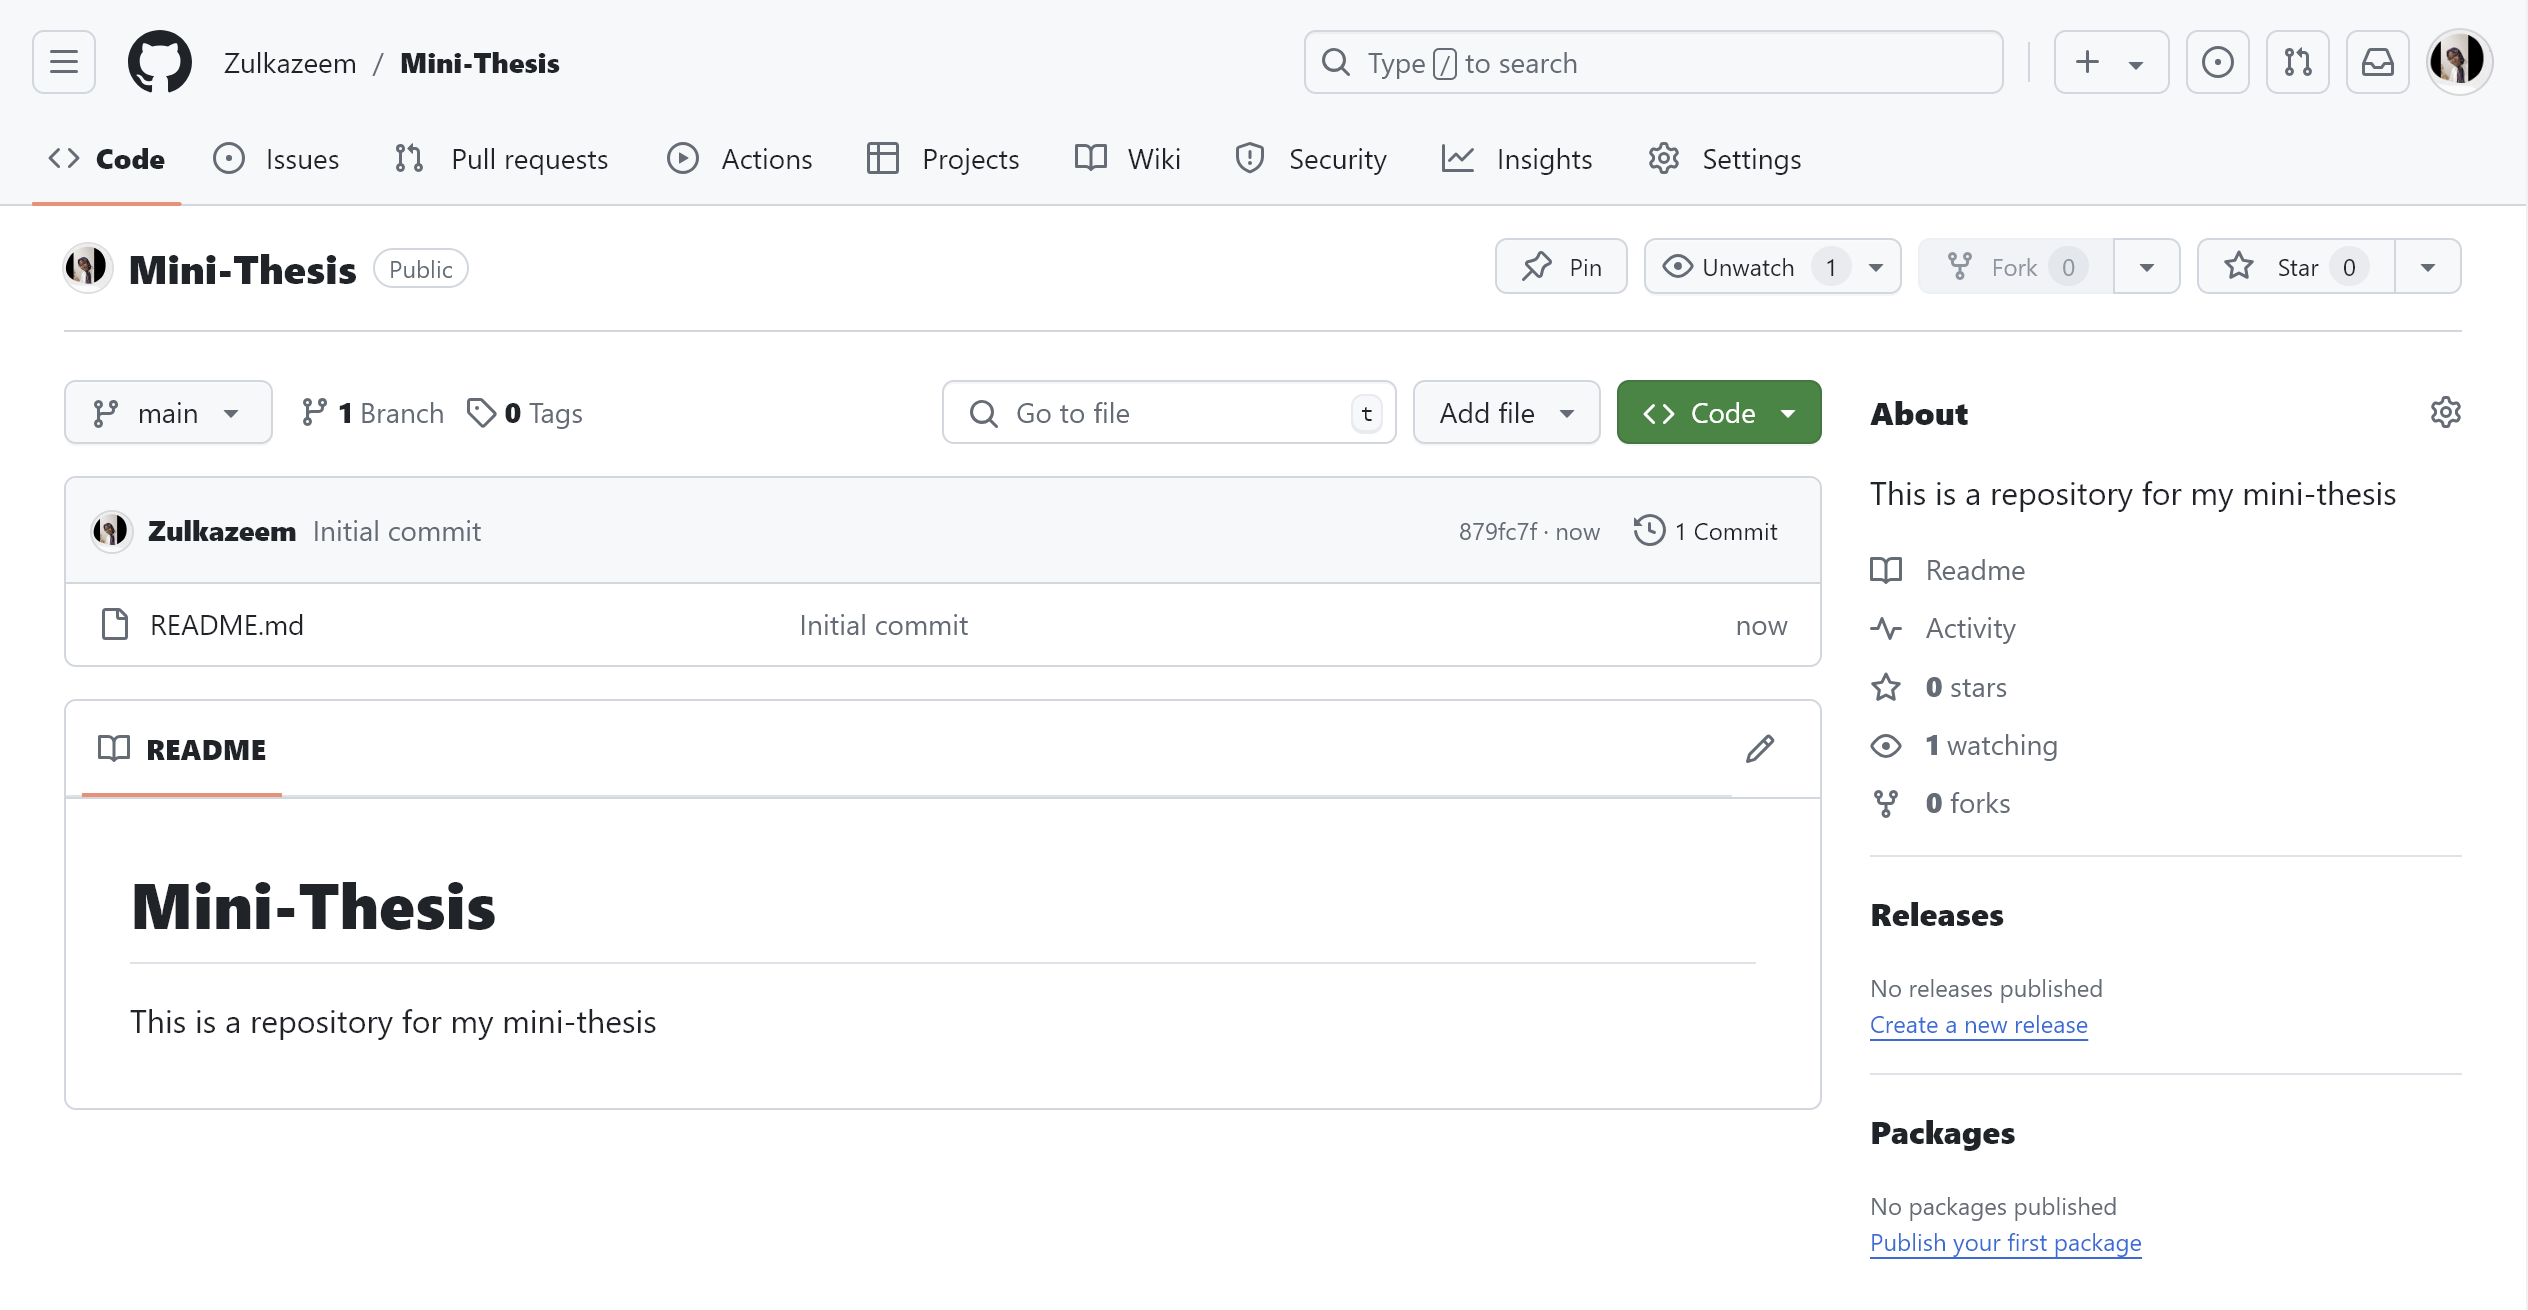 Zulkazeem / Mini-Thesis
Type / to search
Code Issues Pull requests Actions Projects Wiki Security Insights Settings
Mini-Thesis Public
Pin Unwatch 1 Fork 0 Star 0
main 1 Branch 0 Tags
Go to file t Add file Code
Zulkazeem Initial commit 879fc7f · now 1 Commit
README.md Initial commit now
README
Mini-Thesis
This is a repository for my mini-thesis
About
This is a repository for my mini-thesis
Readme
Activity
0 stars
1 watching
0 forks
Releases
No releases published
Create a new release
Packages
No packages published
Publish your first package